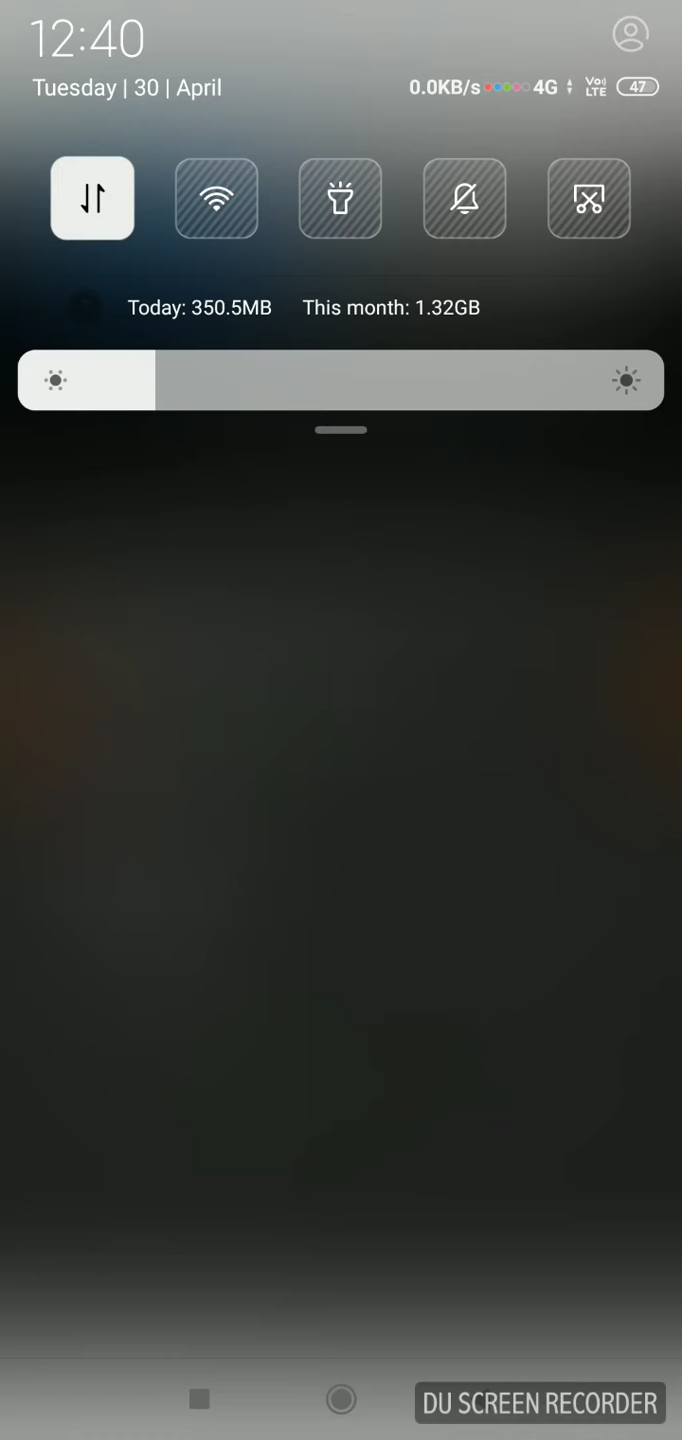 12:40
Tuesday | 30 | April
0.0KB/s 4G Vo LTE 47
Today: 350.5MB This month: 1.32GB
DU SCREEN RECORDER